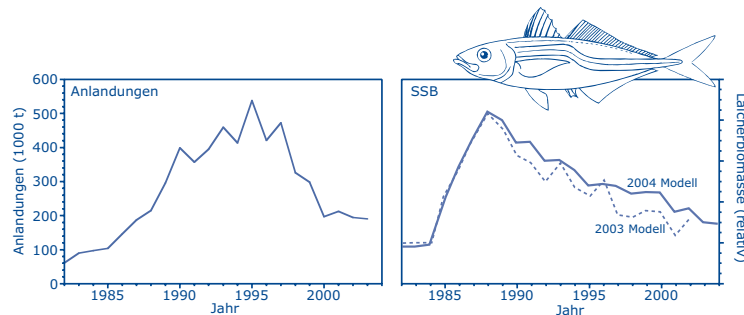 Anlandungen
Anlandungen (1000 t)
600
500
400
300
200
100
0
1985
1990
1995
2000
Jahr
SSB
2004 Modell
2003 Modell
1985
1990
1995
2000
Jahr
Laicherbiomasse (relativ)